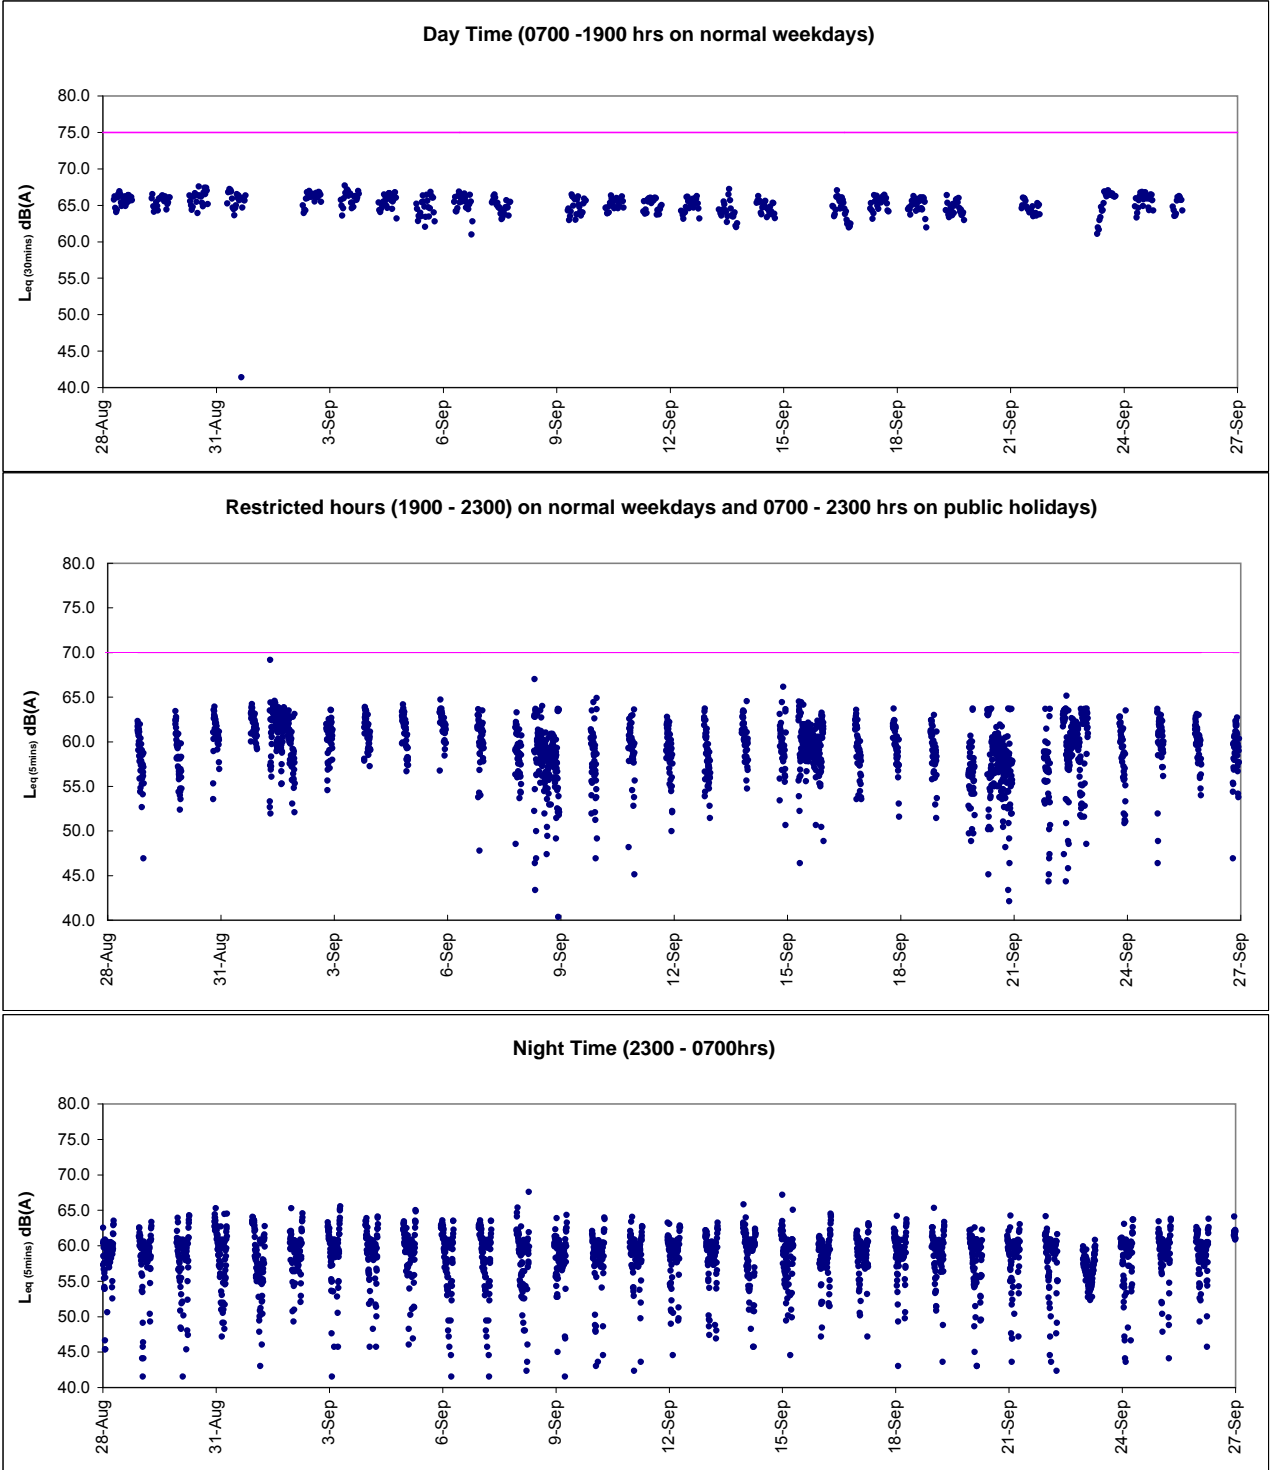 Day Time (0700 -1900 hrs on normal weekdays)
80.0
75.0
70.0
65.0
60.0
55.0
50.0
45.0
40.0
Leq (30mins) dB(A)
28-Aug
31-Aug
3-Sep
6-Sep
9-Sep
12-Sep
15-Sep
18-Sep
21-Sep
24-Sep
27-Sep
Restricted hours (1900 - 2300) on normal weekdays and 0700 - 2300 hrs on public holidays)
80.0
75.0
70.0
65.0
60.0
55.0
50.0
45.0
40.0
Leq (5mins) dB(A)
28-Aug
31-Aug
3-Sep
6-Sep
9-Sep
12-Sep
15-Sep
18-Sep
21-Sep
24-Sep
27-Sep
Night Time (2300 - 0700hrs)
80.0
75.0
70.0
65.0
60.0
55.0
50.0
45.0
40.0
Leq (5mins) dB(A)
28-Aug
31-Aug
3-Sep
6-Sep
9-Sep
12-Sep
15-Sep
18-Sep
21-Sep
24-Sep
27-Sep